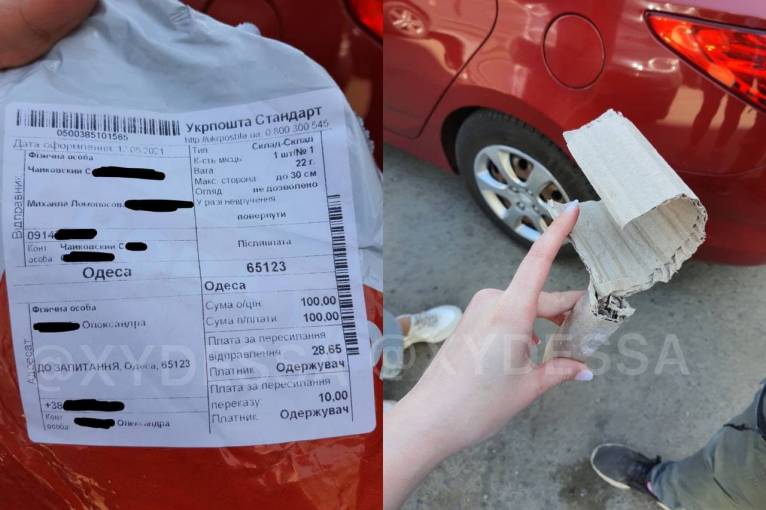 0500385101565
Укрпошта Стандарт
http://ukrposhta.ua 0 800 300 545
Дата оформлення 05.2021
Відправник
Фізична особа
Чайковский С
Михаила Ломоносов
0914
Конт особа
Чайковский С
Одеса
Тип Склад-Склад
К-сть місць 1 шт/№ 1
Вага 22 г.
Макс. сторона до 30 см
Огляд не дозволено
У разі невручення
повернути
Післяплата
65123
Одеса
Адресат
Фізична особа
Олександра
ДО ЗАПИТАННЯ, Одеса, 65123
+38
Конт особа:
Олександра
Сума о/цін: 100,00
Сума п/плати: 100,00
Плата за пересилання
відправлення 28.65
Платник Одержувач
Плата за пересилання
переказу: 10,00
Платник: Одержувач
@XYDESSA
@XYDESSA